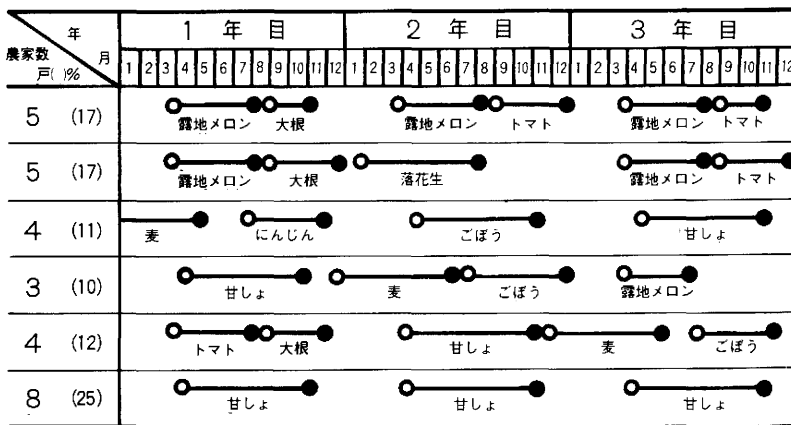 年 1年目 2年目 3年目
農家数 月
戸( )% 1 2 3 4 5 6 7 8 9 10 11 12 1 2 3 4 5 6 7 8 9 10 11 12 1 2 3 4 5 6 7 8 9 10 11 12
5 (17) 露地メロン 大根 露地メロン トマト 露地メロン トマト
5 (17) 露地メロン 大根 落花生 露地メロン トマト
4 (11) 麦 にんじん ごぼう 甘しょ
3 (10) 甘しょ 麦 ごぼう 露地メロン
4 (12) トマト 大根 甘しょ 麦 ごぼう
8 (25) 甘しょ 甘しょ 甘しょ